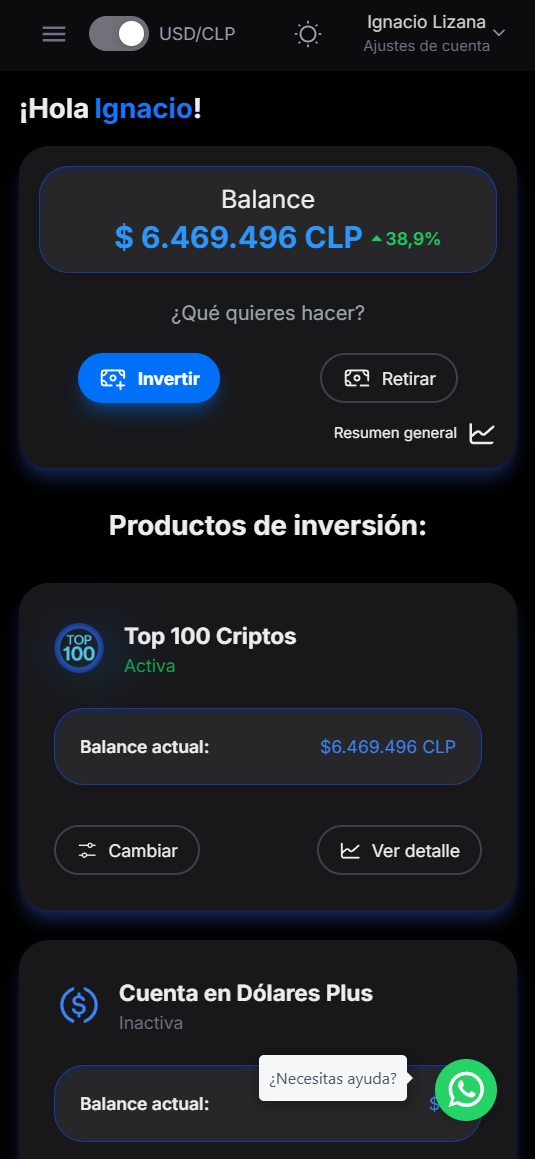 USD/CLP
Ignacio Lizana
Ajustes de cuenta
¡Hola Ignacio!
Balance
$ 6.469.496 CLP 38,9%
¿Qué quieres hacer?
Invertir
Retirar
Resumen general
Productos de inversión:
TOP
100
Top 100 Criptos
Activa
Balance actual:
$6.469.496 CLP
Cambiar
Ver detalle
Cuenta en Dólares Plus
Inactiva
¿Necesitas ayuda?
Balance actual:
$